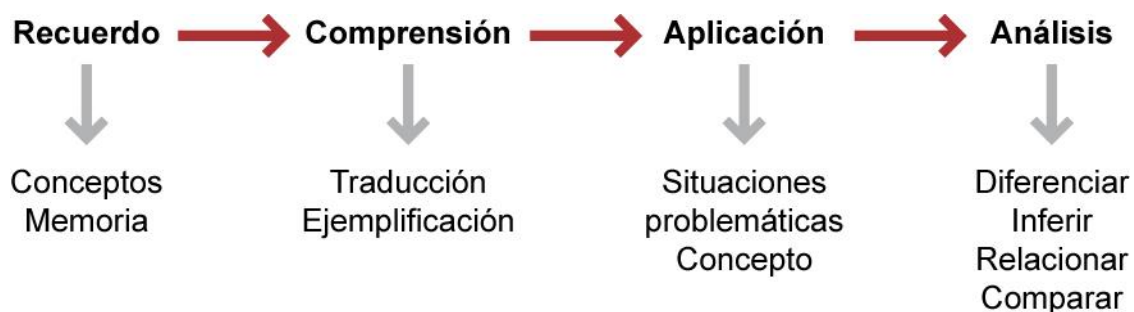 Recuerdo
Comprensión
Aplicación
Análisis
Conceptos
Memoria
Traducción
Ejemplificación
Situaciones
problemáticas
Concepto
Diferenciar
Inferir
Relacionar
Comparar